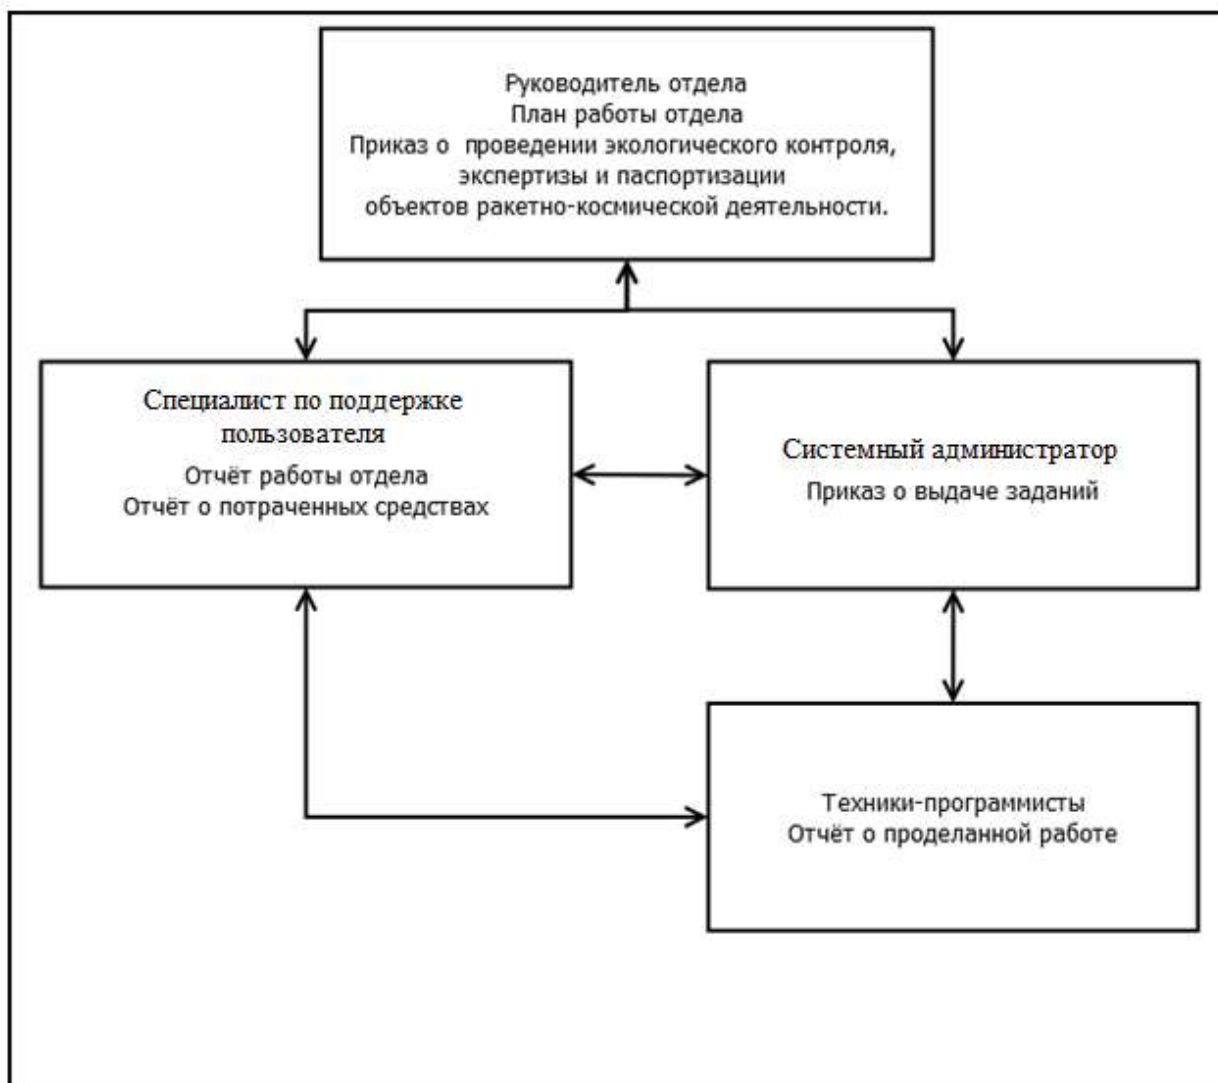 Руководитель отдела
План работы отдела
Приказ о проведении экологического контроля,
экспертизы и паспортизации
объектов ракетно-космической деятельности.
Специалист по поддержке
пользователя
Отчёт работы отдела
Отчёт о потраченных средствах
Системный администратор
Приказ о выдаче заданий
Техники-программисты
Отчёт о проделанной работе